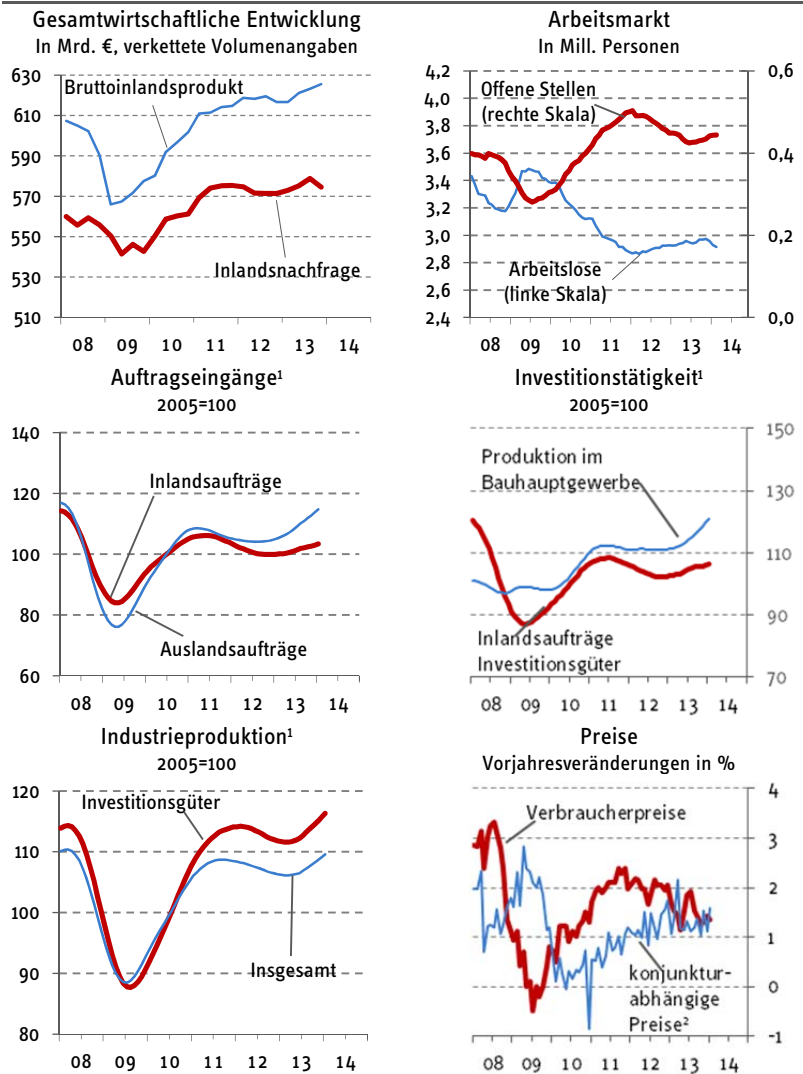 Gesamtwirtschaftliche Entwicklung
In Mrd. €, verkettete Volumenangaben
630
610
590
570
550
530
510
Bruttoinlandsprodukt
Inlandsnachfrage
08 09 10 11 12 13 14
Arbeitsmarkt
In Mill. Personen
4,2
4,0
3,8
3,6
3,4
3,2
3,0
2,8
2,6
2,4
0,6
0,4
0,2
0,0
Offene Stellen
(rechte Skala)
Arbeitslose
(linke Skala)
08 09 10 11 12 13 14
Auftragseingänge¹
2005=100
140
120
100
80
60
Inlandsaufträge
Auslandsaufträge
08 09 10 11 12 13 14
Investitionstätigkeit¹
2005=100
150
130
110
90
70
Produktion im
Bauhauptgewerbe
Inlandsaufträge
Investitionsgüter
08 09 10 11 12 13 14
Industrieproduktion¹
2005=100
120
110
100
90
80
Investitionsgüter
Insgesamt
08 09 10 11 12 13 14
Preise
Vorjahresveränderungen in %
4
3
2
1
0
-1
Verbraucherpreise
konjunktur-
abhängige
Preise²
08 09 10 11 12 13 14